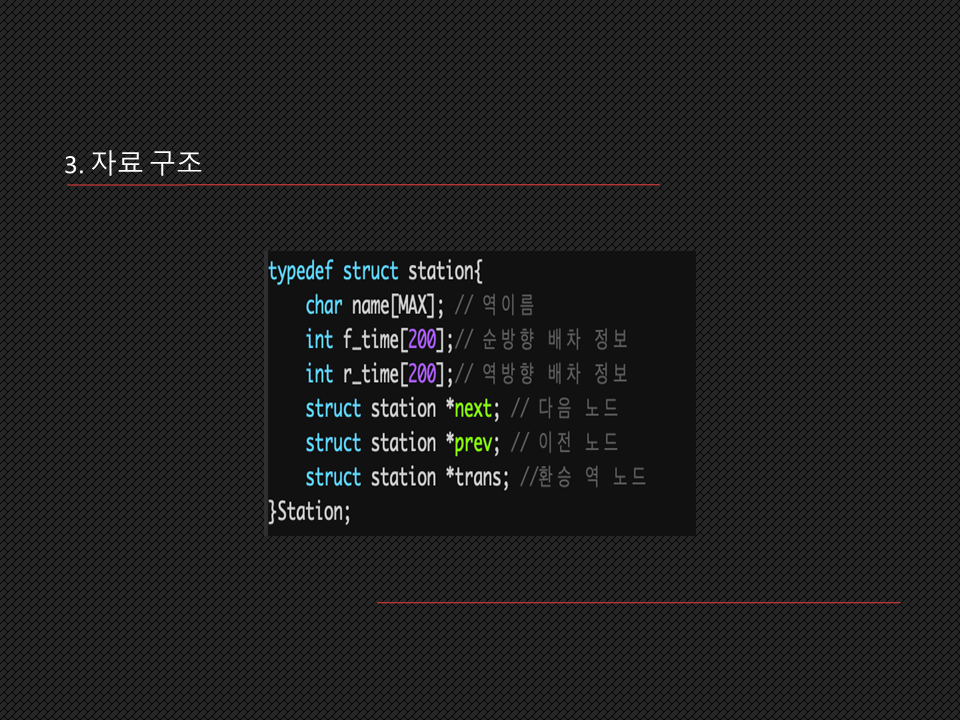 3. 자료 구조
typedef struct station{
    char name[MAX]; // 역이름
    int f_time[200];// 순방향 배차 정보
    int r_time[200];// 역방향 배차 정보
    struct station *next; // 다음 노드
    struct station *prev; // 이전 노드
    struct station *trans; //환승 역 노드
}Station;